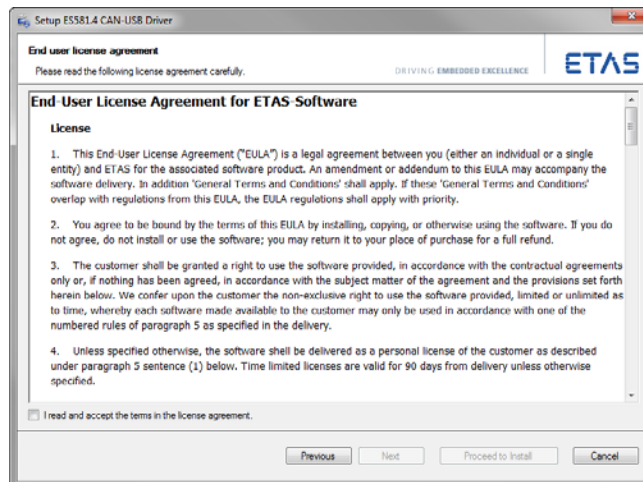 Setup ES581.4 CAN-USB Driver
End user license agreement
Please read the following license agreement carefully.
DRIVING EMBEDDED EXCELLENCE
ETAS
End-User License Agreement for ETAS-Software
License
1. This End-User License Agreement ("EULA") is a legal agreement between you (either an individual or a single
entity) and ETAS for the associated software product. An amendment or addendum to this EULA may accompany the
software delivery. In addition 'General Terms and Conditions' shall apply. If these 'General Terms and Conditions'
overlap with regulations from this EULA, the EULA regulations shall apply with priority.
2. You agree to be bound by the terms of this EULA by installing, copying, or otherwise using the software. If you do
not agree, do not install or use the software; you may return it to your place of purchase for a full refund.
3. The customer shall be granted a right to use the software provided, in accordance with the contractual agreements
only or, if nothing has been agreed, in accordance with the subject matter of the agreement and the provisions set forth
herein below. We confer upon the customer the non-exclusive right to use the software provided, limited or unlimited as
to time, whereby each software made available to the customer may only be used in accordance with one of the
numbered rules of paragraph 5 as specified in the delivery.
4. Unless specified otherwise, the software shall be delivered as a personal license of the customer as described
under paragraph 5 sentence (1) below. Time limited licenses are valid for 90 days from delivery unless otherwise
specified.
I read and accept the terms in the license agreement.
Previous
Next
Proceed to Install
Cancel